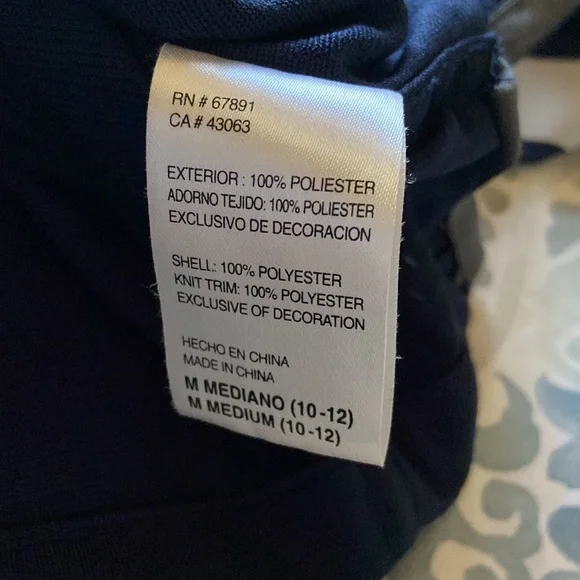 RN # 67891
CA # 43063
EXTERIOR : 100% POLIESTER
ADORNO TEJIDO: 100% POLIESTER
EXCLUSIVO DE DECORACION
SHELL: 100% POLYESTER
KNIT TRIM: 100% POLYESTER
EXCLUSIVE OF DECORATION
HECHO EN CHINA
MADE IN CHINA
M MEDIANO (10-12)
M MEDIUM (10-12)